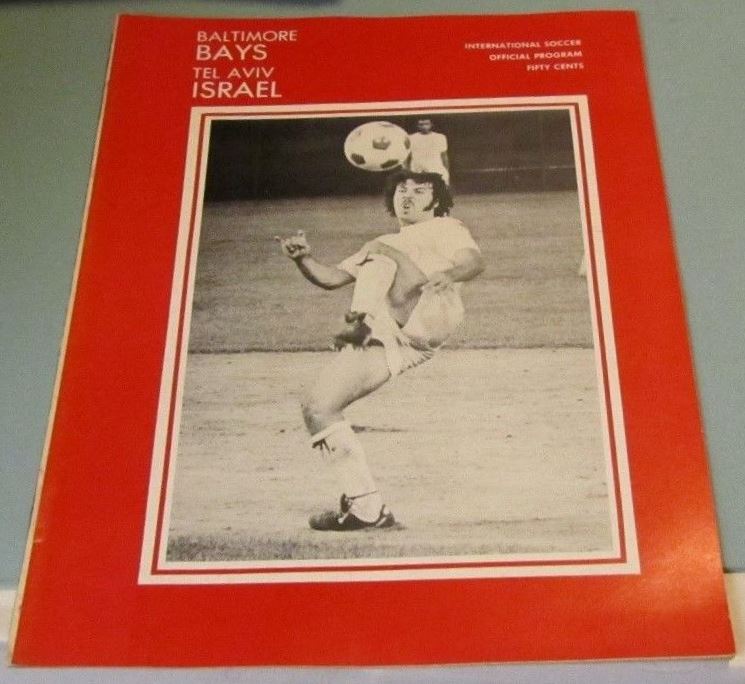 BALTIMORE
BAYS
TEL AVIV
ISRAEL
INTERNATIONAL SOCCER
OFFICIAL PROGRAM
FIFTY CENTS